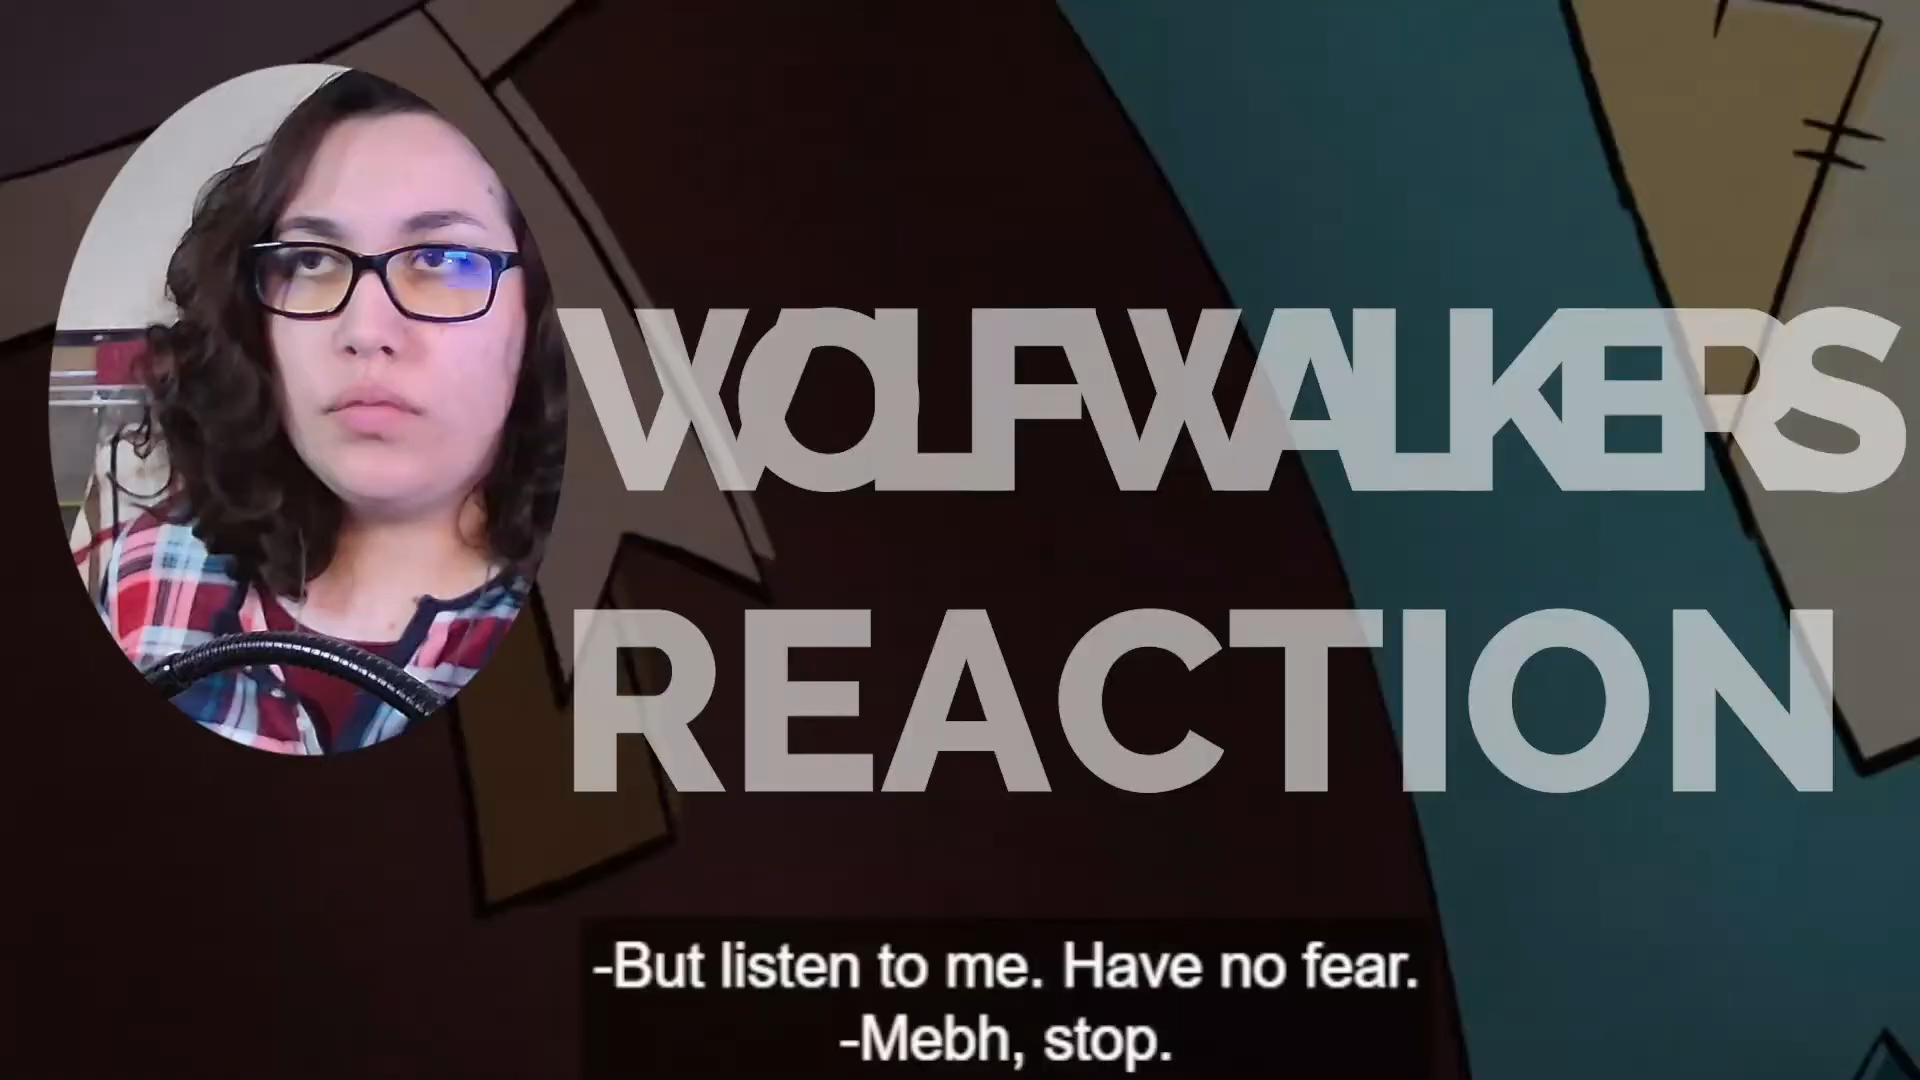 WOLFWALKERS
REACTION
-But listen to me. Have no fear.
-Mebh, stop.